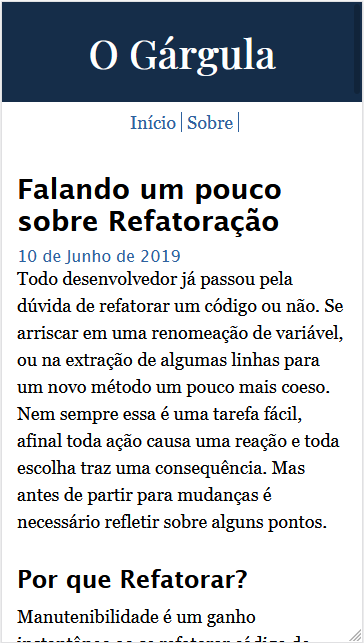 O Gárgula
Início | Sobre |
Falando um pouco
sobre Refatoração
10 de Junho de 2019
Todo desenvolvedor já passou pela
dúvida de refatorar um código ou não. Se
arriscar em uma renomeação de variável,
ou na extração de algumas linhas para
um novo método um pouco mais coeso.
Nem sempre essa é uma tarefa fácil,
afinal toda ação causa uma reação e toda
escolha traz uma consequência. Mas
antes de partir para mudanças é
necessário refletir sobre alguns pontos.
Por que Refatorar?
Manutenibilidade é um ganho